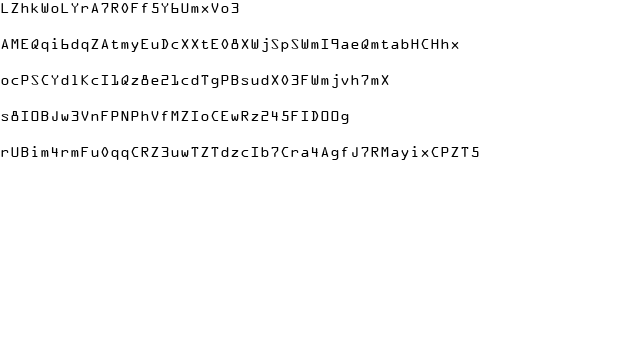 LZhkWoLYrA7R0Ff5Y6UmxVo3
AMEQqi6dqZAtmyEuDcXXtE08XWjSpSWmI9aeQmtabHCHhx
ocPSCYdlKcI1Qz8e21cdTgPBsudX03FWmjvh7mX
s8IOBJw3VnFPNPhVfMZIoCEwRz245FIDOOg
rUBim4rmFu0qqCRZ3uwTZTdzcIb7Cra4AgfJ7RMayixCPZT5